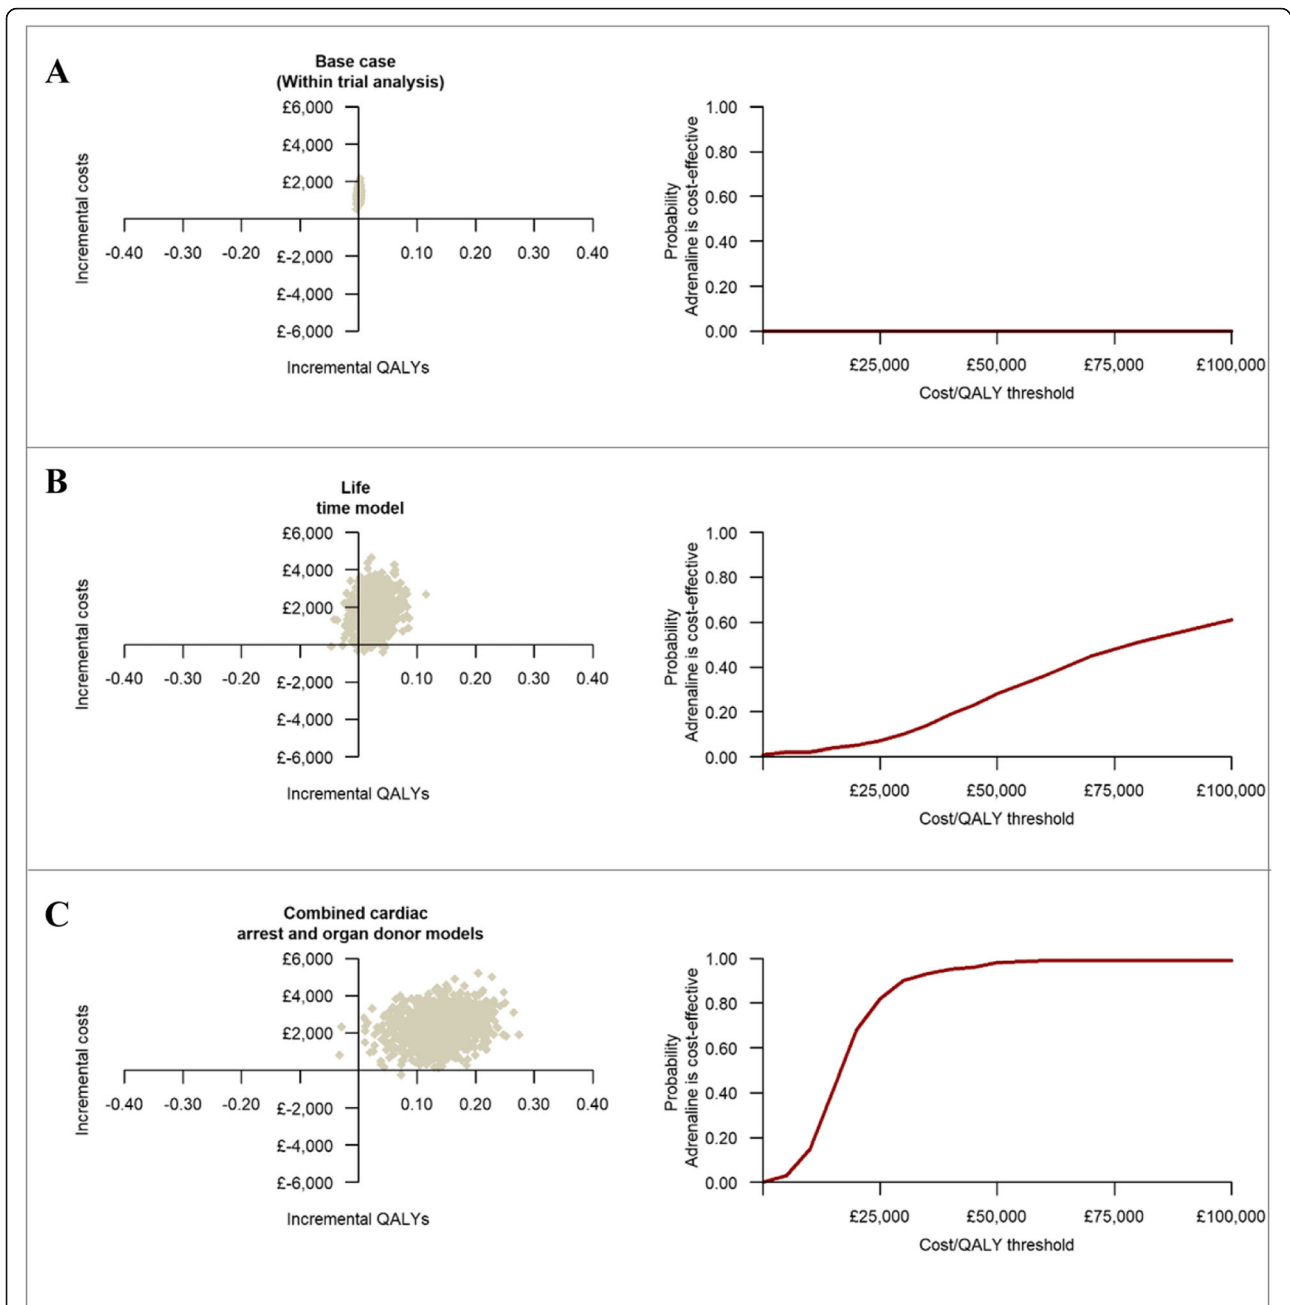 A
Base case
(Within trial analysis)
£6,000
£4,000
£2,000
-0.40 -0.30 -0.20 0.10 0.20 0.30 0.40
£-2,000
£-4,000
£-6,000
Incremental costs
Incremental QALYs
1.00
0.80
0.60
0.40
0.20
0.00
Probability
Adrenaline is cost-effective
£25,000 £50,000 £75,000 £100,000
Cost/QALY threshold
B
Life
time model
£6,000
£4,000
£2,000
-0.40 -0.30 -0.20 0.10 0.20 0.30 0.40
£-2,000
£-4,000
£-6,000
Incremental costs
Incremental QALYs
1.00
0.80
0.60
0.40
0.20
0.00
Probability
Adrenaline is cost-effective
£25,000 £50,000 £75,000 £100,000
Cost/QALY threshold
C
Combined cardiac
arrest and organ donor models
£6,000
£4,000
£2,000
-0.40 -0.30 -0.20 0.10 0.20 0.30 0.40
£-2,000
£-4,000
£-6,000
Incremental costs
Incremental QALYs
1.00
0.80
0.60
0.40
0.20
0.00
Probability
Adrenaline is cost-effective
£25,000 £50,000 £75,000 £100,000
Cost/QALY threshold